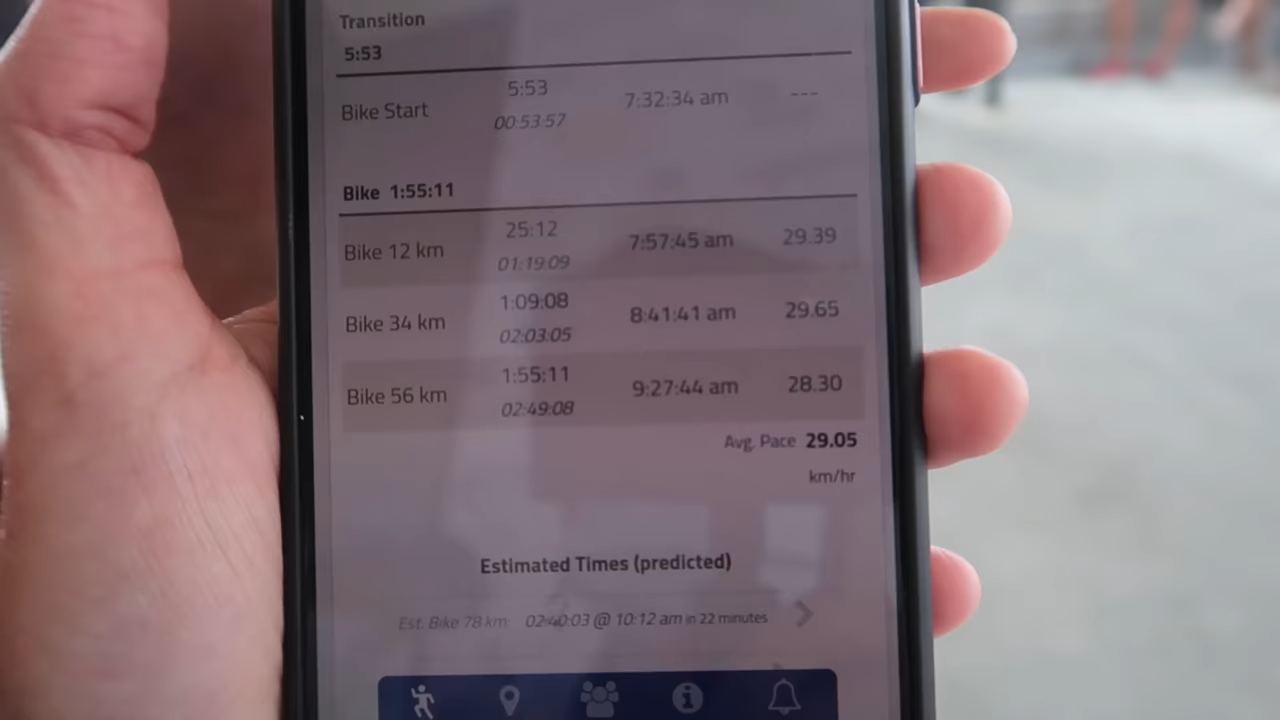 Transition
5:53
Bike Start 5:53 7:32:34 am ---
00:53:57
Bike 1:55:11
Bike 12 km 25:12 7:57:45 am 29.39
01:19:09
Bike 34 km 1:09:08 8:41:41 am 29.65
02:03:05
Bike 56 km 1:55:11 9:27:44 am 28.30
02:49:08
Avg. Pace 29.05
km/hr
Estimated Times (predicted)
Est. Bike 78 km: 02:40:03 @ 10:12 am in 22 minutes